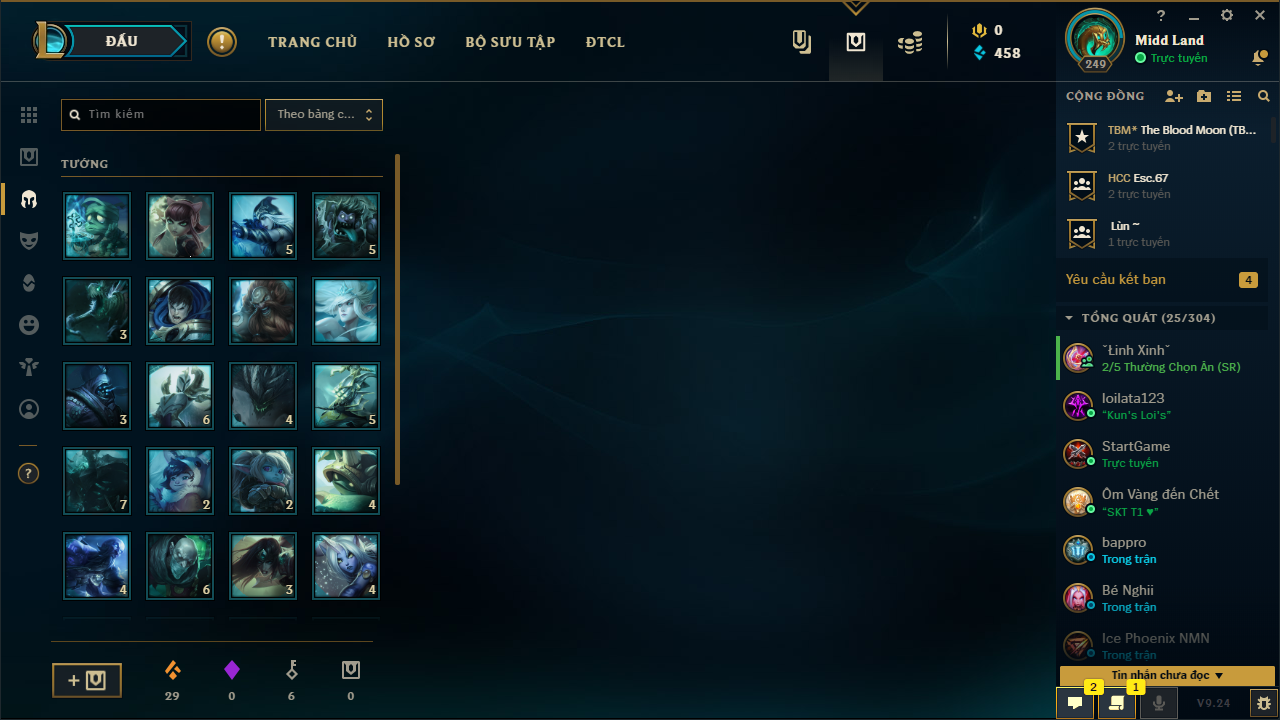 ĐẤU
TRANG CHỦ
HỒ SƠ
BỘ SƯU TẬP
ĐTCL
0
458
?
249
Midd Land
Trực tuyến
Tìm kiếm
Theo bảng c...
TƯỚNG
5
5
3
3
6
4
5
7
2
2
4
4
6
3
4
?
29
0
6
0
CỘNG ĐỒNG
TBM* The Blood Moon (TB...
2 trực tuyến
HCC Esc.67
2 trực tuyến
Lùn ~
1 trực tuyến
Yêu cầu kết bạn
4
TỔNG QUÁT (25/304)
ˇŁinh Xinhˇ
2/5 Thường Chọn Ẩn (SR)
loilata123
“Kun's Loi's”
StartGame
Trực tuyến
Ôm Vàng đến Chết
“SKT T1 ♥”
bappro
Trong trận
Bé Nghii
Trong trận
Ice Phoenix NMN
Trong trận
Tin nhắn chưa đọc ▼
2
1
V9.24